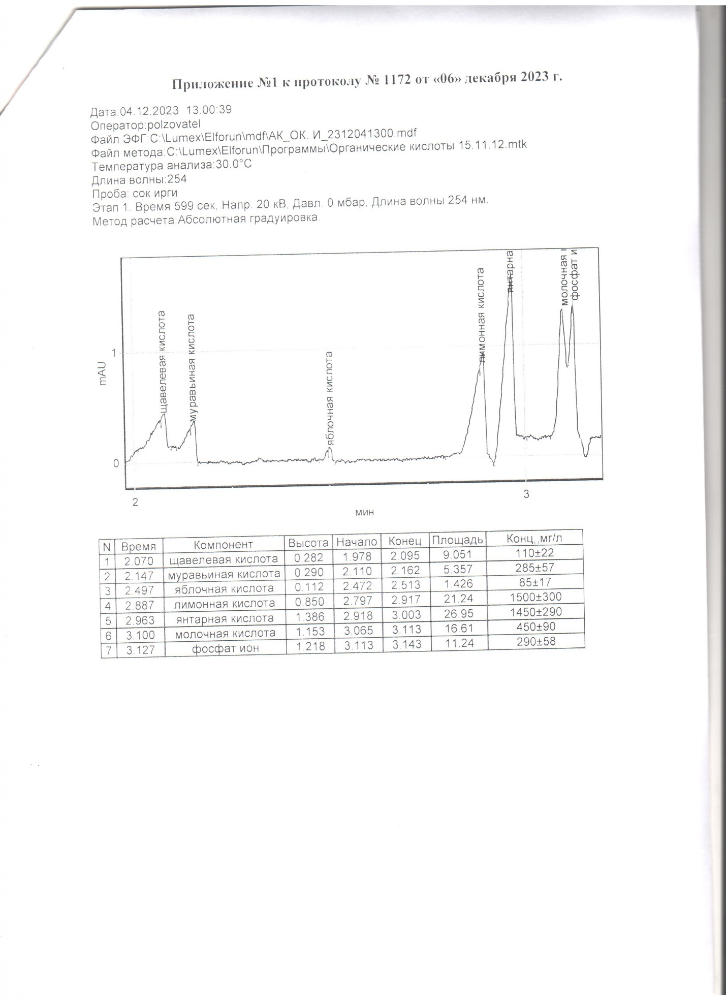 Приложение №1 к протоколу № 1172 от «06» декабря 2023 г.
Дата:04.12.2023 13:00:39
Оператор:polzovatel
Файл ЭФГ:C:\Lumex\Elforun\mdf\АК_ОК. И_2312041300.mdf
Файл метода:C:\Lumex\Elforun\Программы\Органические кислоты 15.11.12.mtk
Температура анализа:30.0°C
Длина волны:254
Проба: сок ирги
Этап 1. Время 599 сек, Напр. 20 кВ, Давл. 0 мбар, Длина волны 254 нм.
Метод расчета:Абсолютная градуировка.
mAU
1
0
щавелевая кислота
муравьиная кислота
яблочная кислота
лимонная кислота
янтарна
молочная
фосфат и
2
3
мин
N Время Компонент Высота Начало Конец Площадь Конц,,мг/л
1 2.070 щавелевая кислота 0.282 1.978 2.095 9.051 110±22
2 2.147 муравьиная кислота 0.290 2.110 2.162 5.357 285±57
3 2.497 яблочная кислота 0.112 2.472 2.513 1.426 85±17
4 2.887 лимонная кислота 0.850 2.797 2.917 21.24 1500±300
5 2.963 янтарная кислота 1.386 2.918 3.003 26.95 1450±290
6 3.100 молочная кислота 1.153 3.065 3.113 16.61 450±90
7 3.127 фосфат ион 1.218 3.113 3.143 11.24 290±58